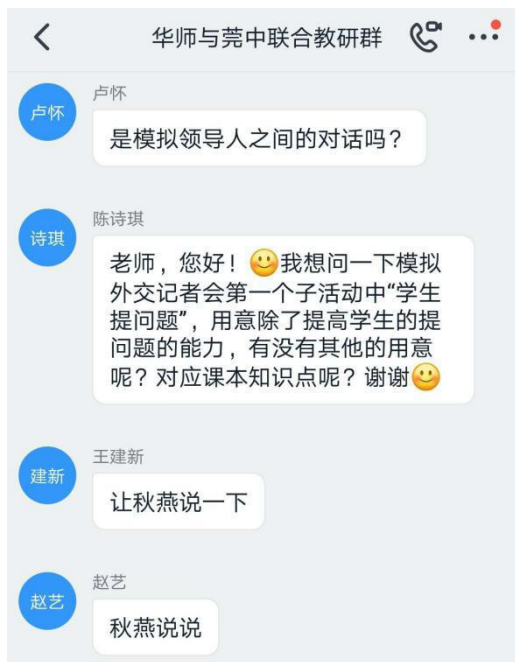 华师与莞中联合教研群
卢怀
卢怀
是模拟领导人之间的对话吗?
诗琪
陈诗琪
老师，您好！我想问一下模拟
外交记者会第一个子活动中“学生
提问题”，用意除了提高学生的提
问题的能力，有没有其他的用意
呢？对应课本知识点呢？谢谢
建新
王建新
让秋燕说一下
赵艺
赵艺
秋燕说说